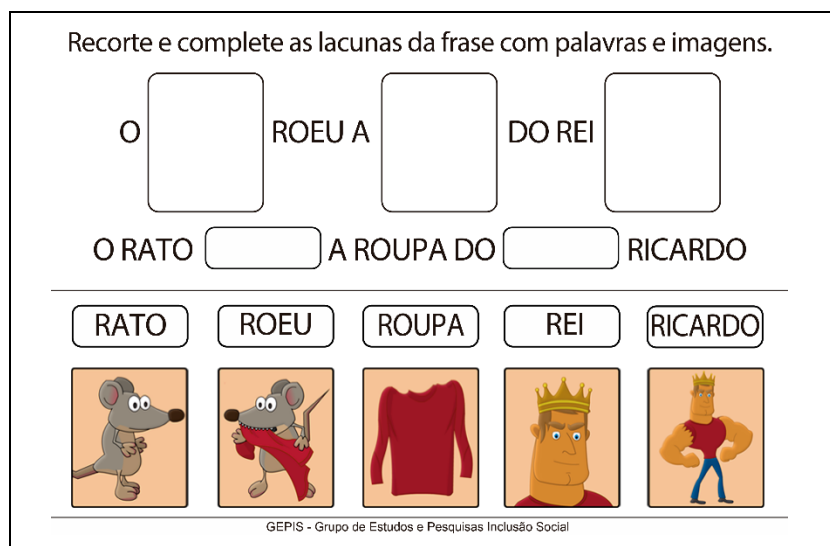 Recorte e complete as lacunas da frase com palavras e imagens.
O ROEU A DO REI
O RATO A ROUPA DO RICARDO
RATO ROEU ROUPA REI RICARDO
GEPIS - Grupo de Estudos e Pesquisas Inclusão Social